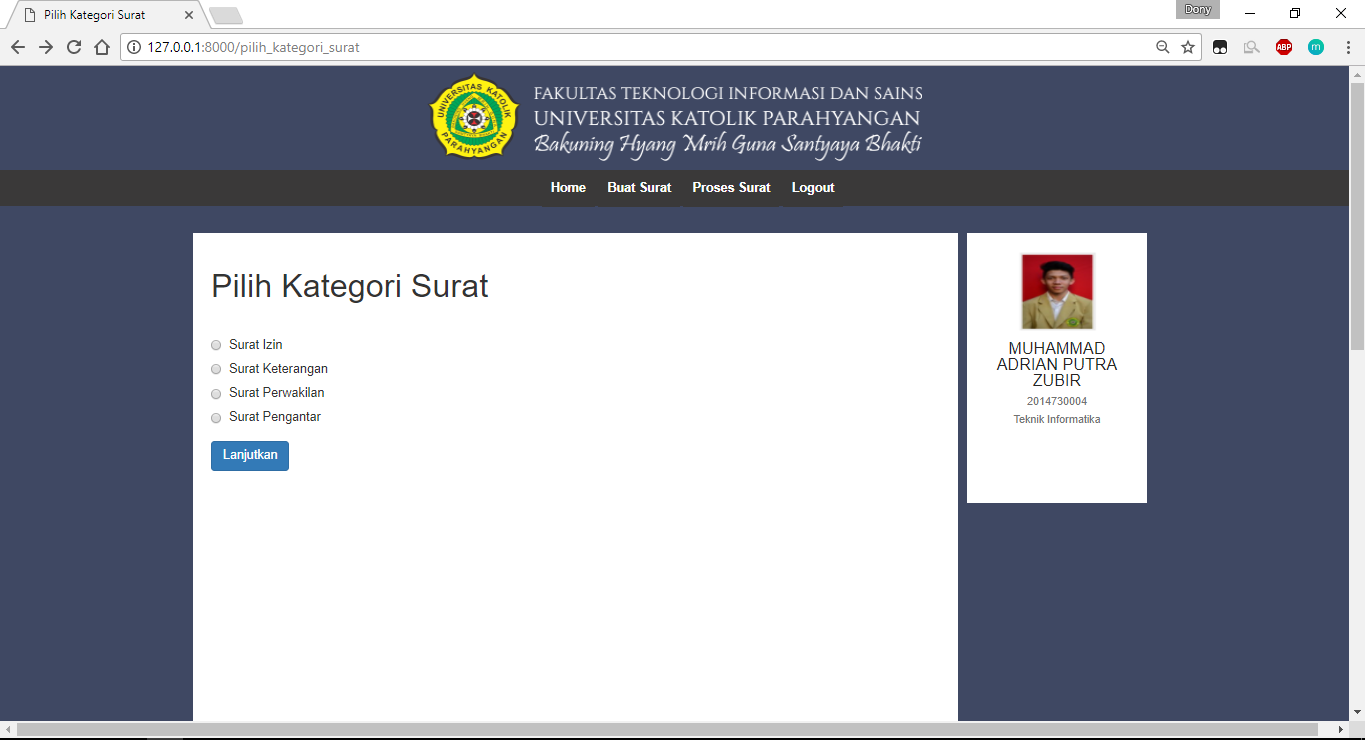 Pilih Kategori Surat
Dony
127.0.0.1:8000/pilih_kategori_surat
ABP
m
UNIVERSITAS KATOLIK
PARAHYANGAN
FAKULTAS TEKNOLOGI INFORMASI DAN SAINS
UNIVERSITAS KATOLIK PARAHYANGAN
Bakuning Hyang Mrih Guna Santyaya Bhakti
Home Buat Surat Proses Surat Logout
Pilih Kategori Surat
Surat Izin
Surat Keterangan
Surat Perwakilan
Surat Pengantar
Lanjutkan
MUHAMMAD
ADRIAN PUTRA
ZUBIR
2014730004
Teknik Informatika